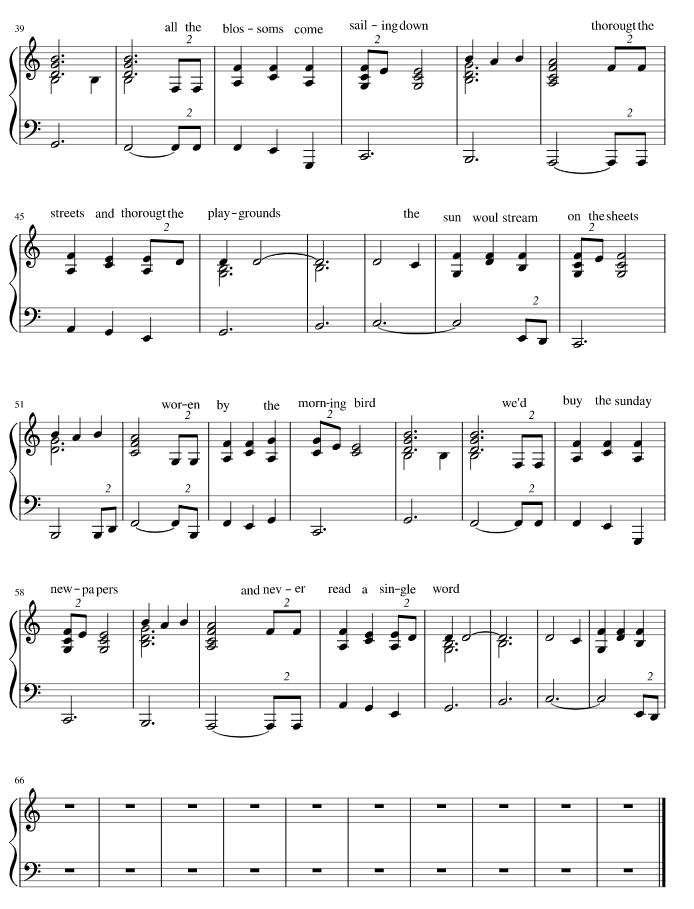 39 all the blos - soms come sail - ing down thorougt the
2 2 2
2 2
45 streets and thorougt the play - grounds the sun woul stream on the sheets
2 2
2
51 wor - en by the morn - ing bird we'd buy the sunday
2 2 2
2 2 2
58 new - pa pers and nev - er read a sin - gle word
2 2 2
2 2
66